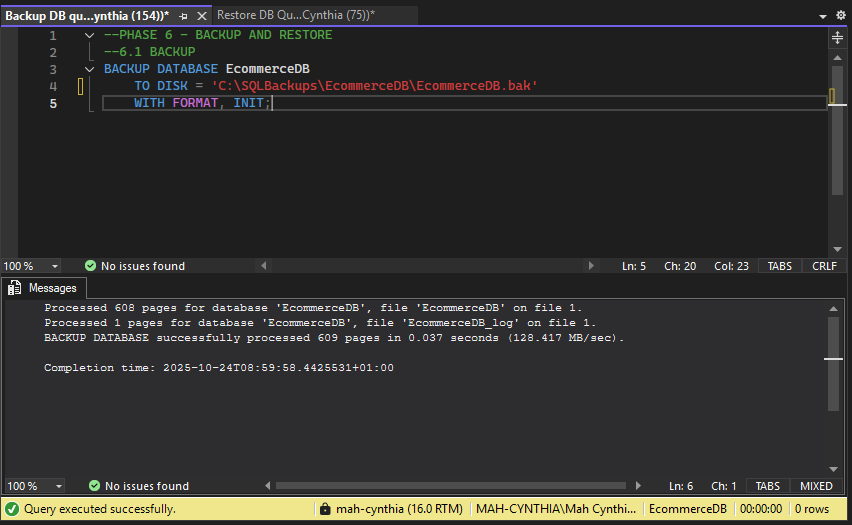 Backup DB qu...ynthia (154))*
Restore DB Qu...Cynthia (75))*
1 --PHASE 6 - BACKUP AND RESTORE
2 --6.1 BACKUP
3 BACKUP DATABASE EcommerceDB
4 TO DISK = 'C:\SQLBackups\EcommerceDB\EcommerceDB.bak'
5 WITH FORMAT, INIT;
100 % No issues found Ln: 5 Ch: 20 Col: 23 TABS CRLF
Messages
Processed 608 pages for database 'EcommerceDB', file 'EcommerceDB' on file 1.
Processed 1 pages for database 'EcommerceDB', file 'EcommerceDB_log' on file 1.
BACKUP DATABASE successfully processed 609 pages in 0.037 seconds (128.417 MB/sec).
Completion time: 2025-10-24T08:59:58.4425531+01:00
100 % No issues found Ln: 6 Ch: 1 TABS MIXED
Query executed successfully. mah-cynthia (16.0 RTM) MAH-CYNTHIA\Mah Cynthi... EcommerceDB 00:00:00 0 rows